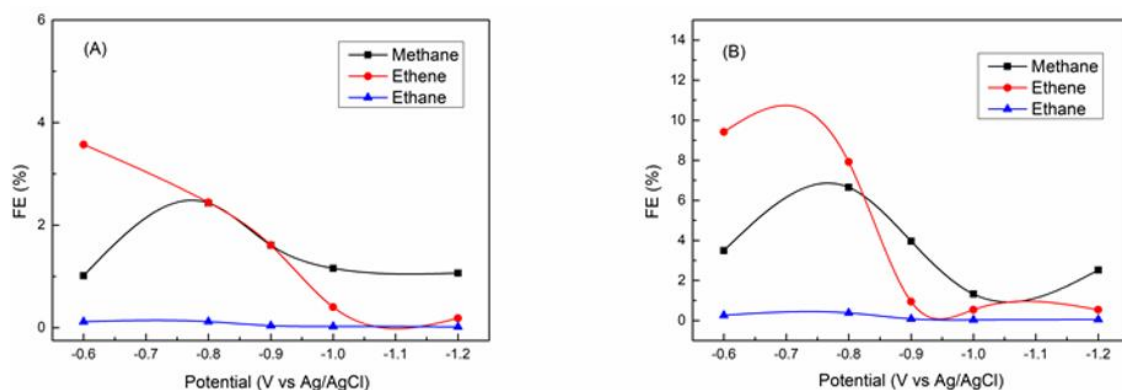 (A)
Methane
Ethene
Ethane
6
4
2
0
FE (%)
-0.6 -0.7 -0.8 -0.9 -1.0 -1.1 -1.2
Potential (V vs Ag/AgCl)
(B)
Methane
Ethene
Ethane
14
12
10
8
6
4
2
0
FE (%)
-0.6 -0.7 -0.8 -0.9 -1.0 -1.1 -1.2
Potential (V vs Ag/AgCl)